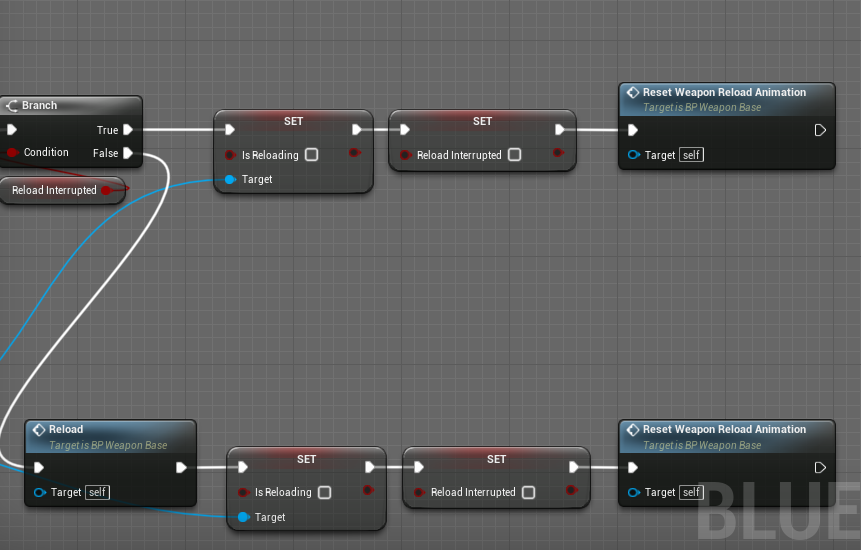 Branch
True
Condition
False
Reload Interrupted
SET
Is Reloading
Target
SET
Reload Interrupted
Reset Weapon Reload Animation
Target is BP Weapon Base
Target self
Reload
Target is BP Weapon Base
Target self
SET
Is Reloading
Target
SET
Reload Interrupted
Reset Weapon Reload Animation
Target is BP Weapon Base
Target self
BLUE